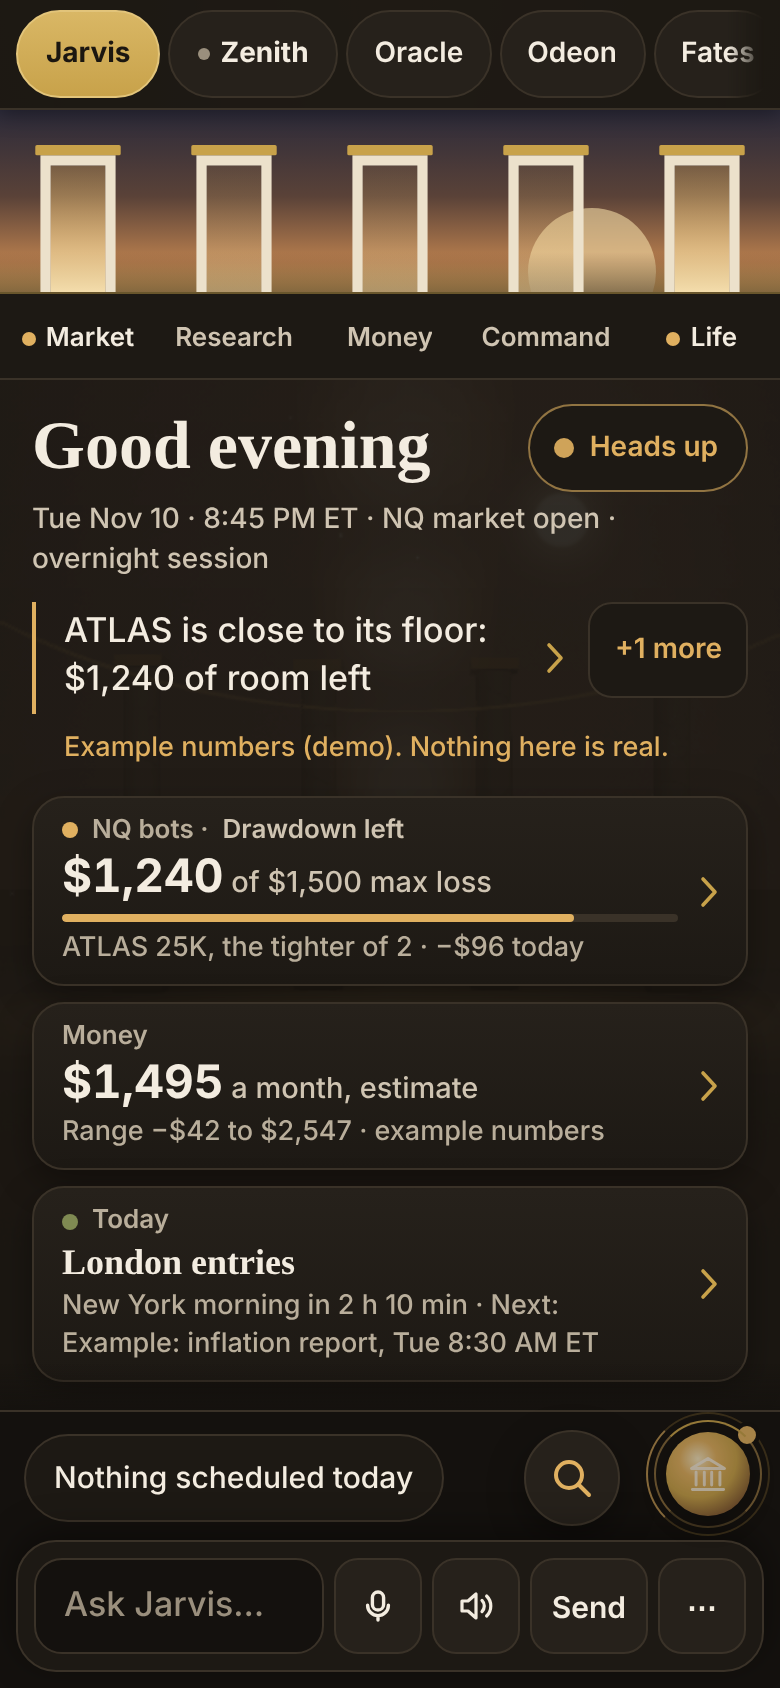 Jarvis
Zenith
Oracle
Odeon
Fates
Market
Research
Money
Command
Life
Good evening
Heads up
Tue Nov 10 · 8:45 PM ET · NQ market open ·
overnight session
ATLAS is close to its floor:
$1,240 of room left
+1 more
Example numbers (demo). Nothing here is real.
NQ bots · Drawdown left
$1,240 of $1,500 max loss
ATLAS 25K, the tighter of 2 · −$96 today
Money
$1,495 a month, estimate
Range −$42 to $2,547 · example numbers
Today
London entries
New York morning in 2 h 10 min · Next:
Example: inflation report, Tue 8:30 AM ET
Nothing scheduled today
Ask Jarvis...
Send
...